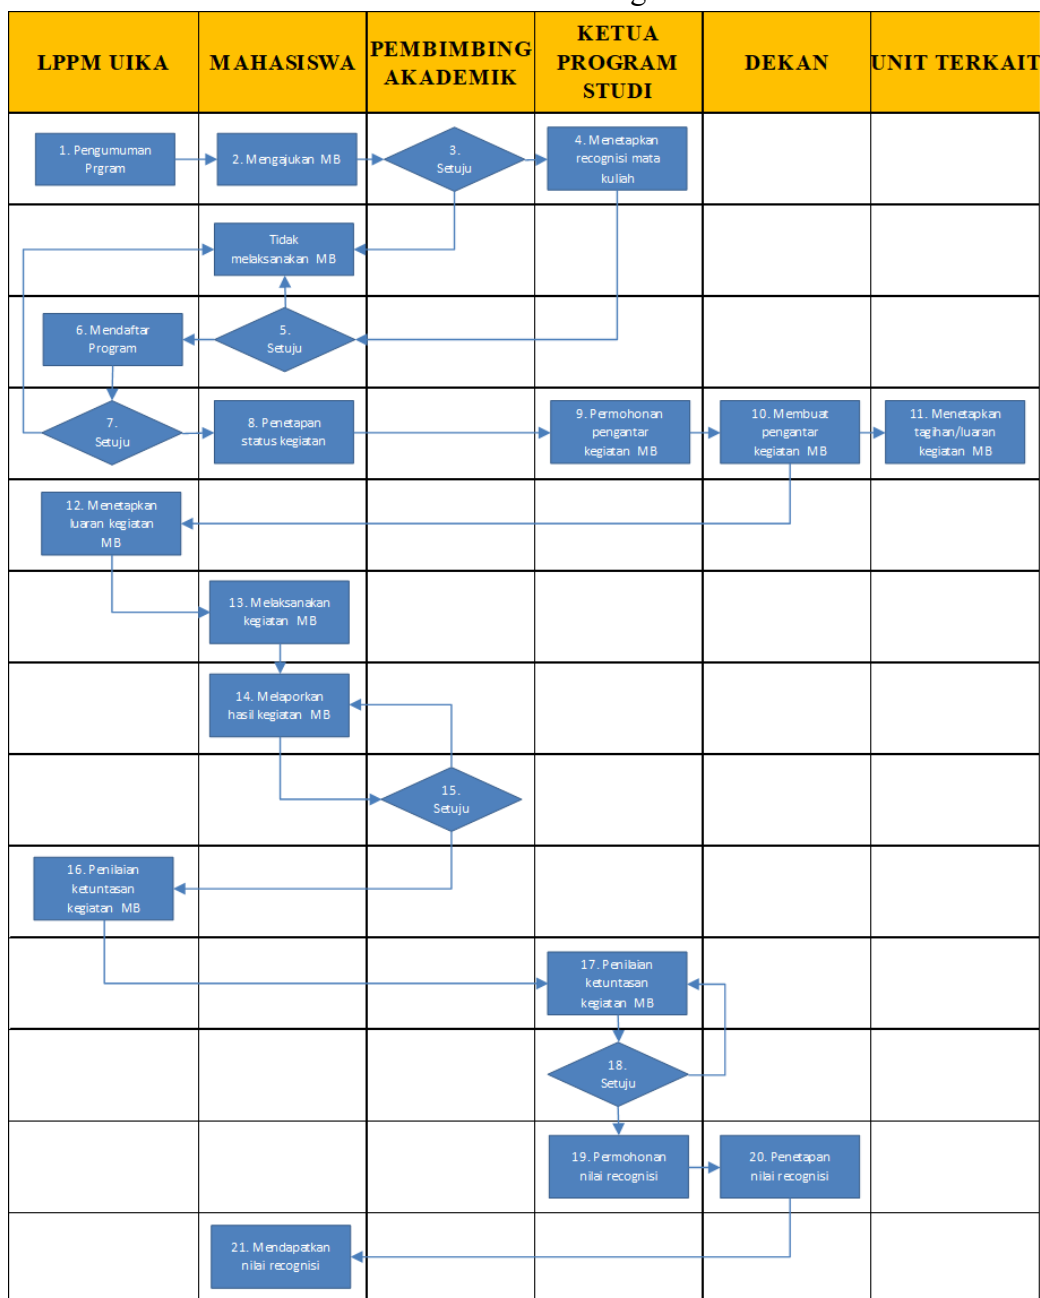 LPPM UIKA
MAHASISWA
PEMBIMBING
AKADEMIK
KETUA
PROGRAM
STUDI
DEKAN
UNIT TERKAIT
1. Pengumuman
Prgram
2. Mengajukan MB
3.
Setuju
4. Menetapkan
recognisi mata
kuliah
Tidak
melaksanakan MB
6. Mendaftar
Program
5.
Setuju
7.
Setuju
8. Penetapan
status kegiatan
9. Permohonan
pengantar
kegiatan MB
10. Membuat
pengantar
kegiatan MB
11. Menetapkan
tagihan/luaran
kegiatan MB
12. Menetapkan
luaran kegiatan
MB
13. Melaksanakan
kegiatan MB
14. Melaporkan
hasil kegiatan MB
15.
Setuju
16. Penilaian
ketuntasan
kegiatan MB
17. Penilaian
ketuntasan
kegiatan MB
18.
Setuju
19. Permohonan
nilai recognisi
20. Penetapan
nilai recognisi
21. Mendapatkan
nilai recognisi